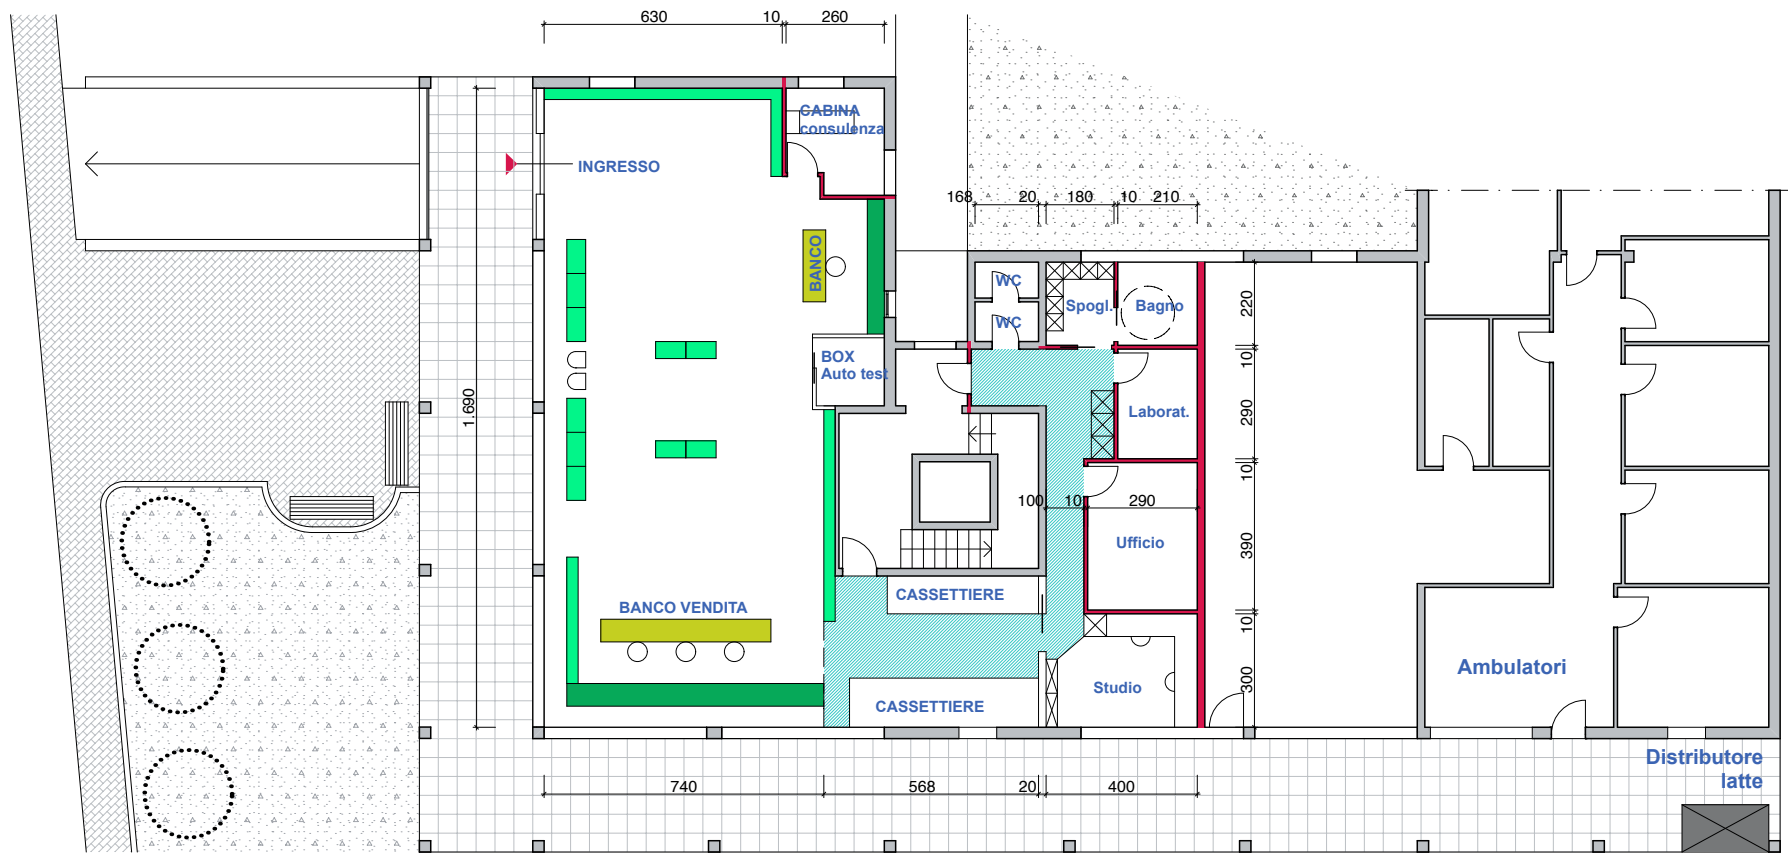 630
10
260
CABINA
consulenza
INGRESSO
168
20
180
10
210
BANCO
WC
WC
Spogl.
Bagno
220
BOX
Auto test
10
1.690
Laborat.
290
10
100
10
290
Ufficio
390
CASSETTIERE
BANCO VENDITA
10
Ambulatori
Studio
300
CASSETTIERE
Distributore
latte
740
568
20
400